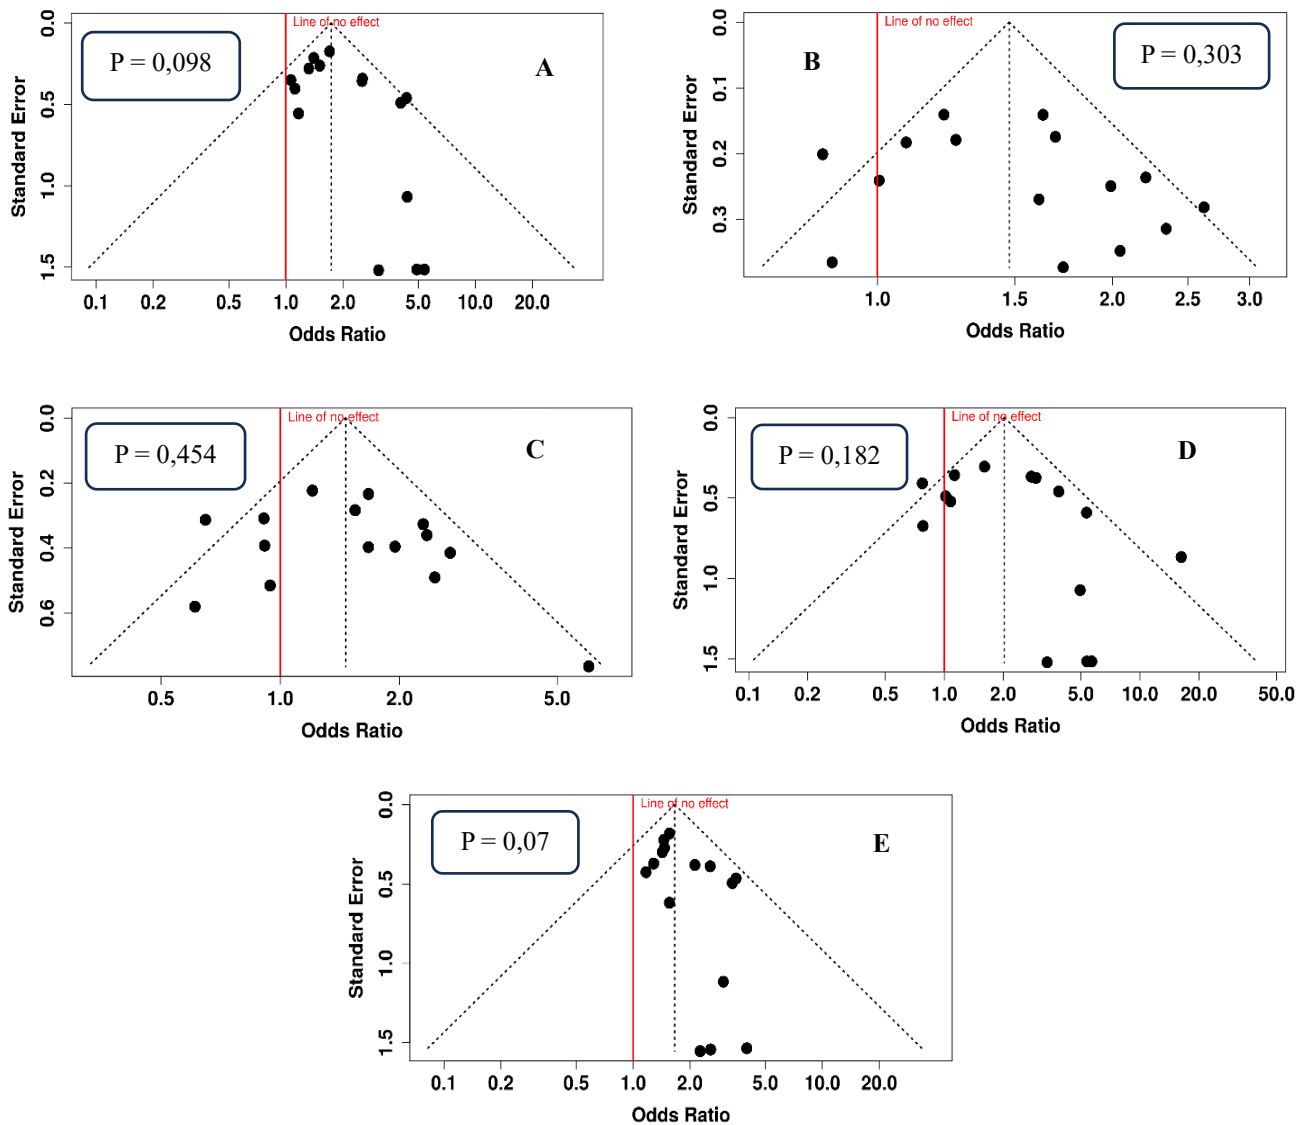 Line of no effect
P = 0,098
A
0.0
0.5
1.0
1.5
Standard Error
0.1 0.2 0.5 1.0 2.0 5.0 10.0 20.0
Odds Ratio
Line of no effect
P = 0,303
B
0.0
0.1
0.2
0.3
Standard Error
1.0 1.5 2.0 2.5 3.0
Odds Ratio
Line of no effect
P = 0,454
C
0.0
0.2
0.4
0.6
Standard Error
0.5 1.0 2.0 5.0
Odds Ratio
Line of no effect
P = 0,182
D
0.0
0.5
1.0
1.5
Standard Error
0.1 0.2 0.5 1.0 2.0 5.0 10.0 20.0 50.0
Odds Ratio
Line of no effect
P = 0,07
E
0.0
0.5
1.0
1.5
Standard Error
0.1 0.2 0.5 1.0 2.0 5.0 10.0 20.0
Odds Ratio